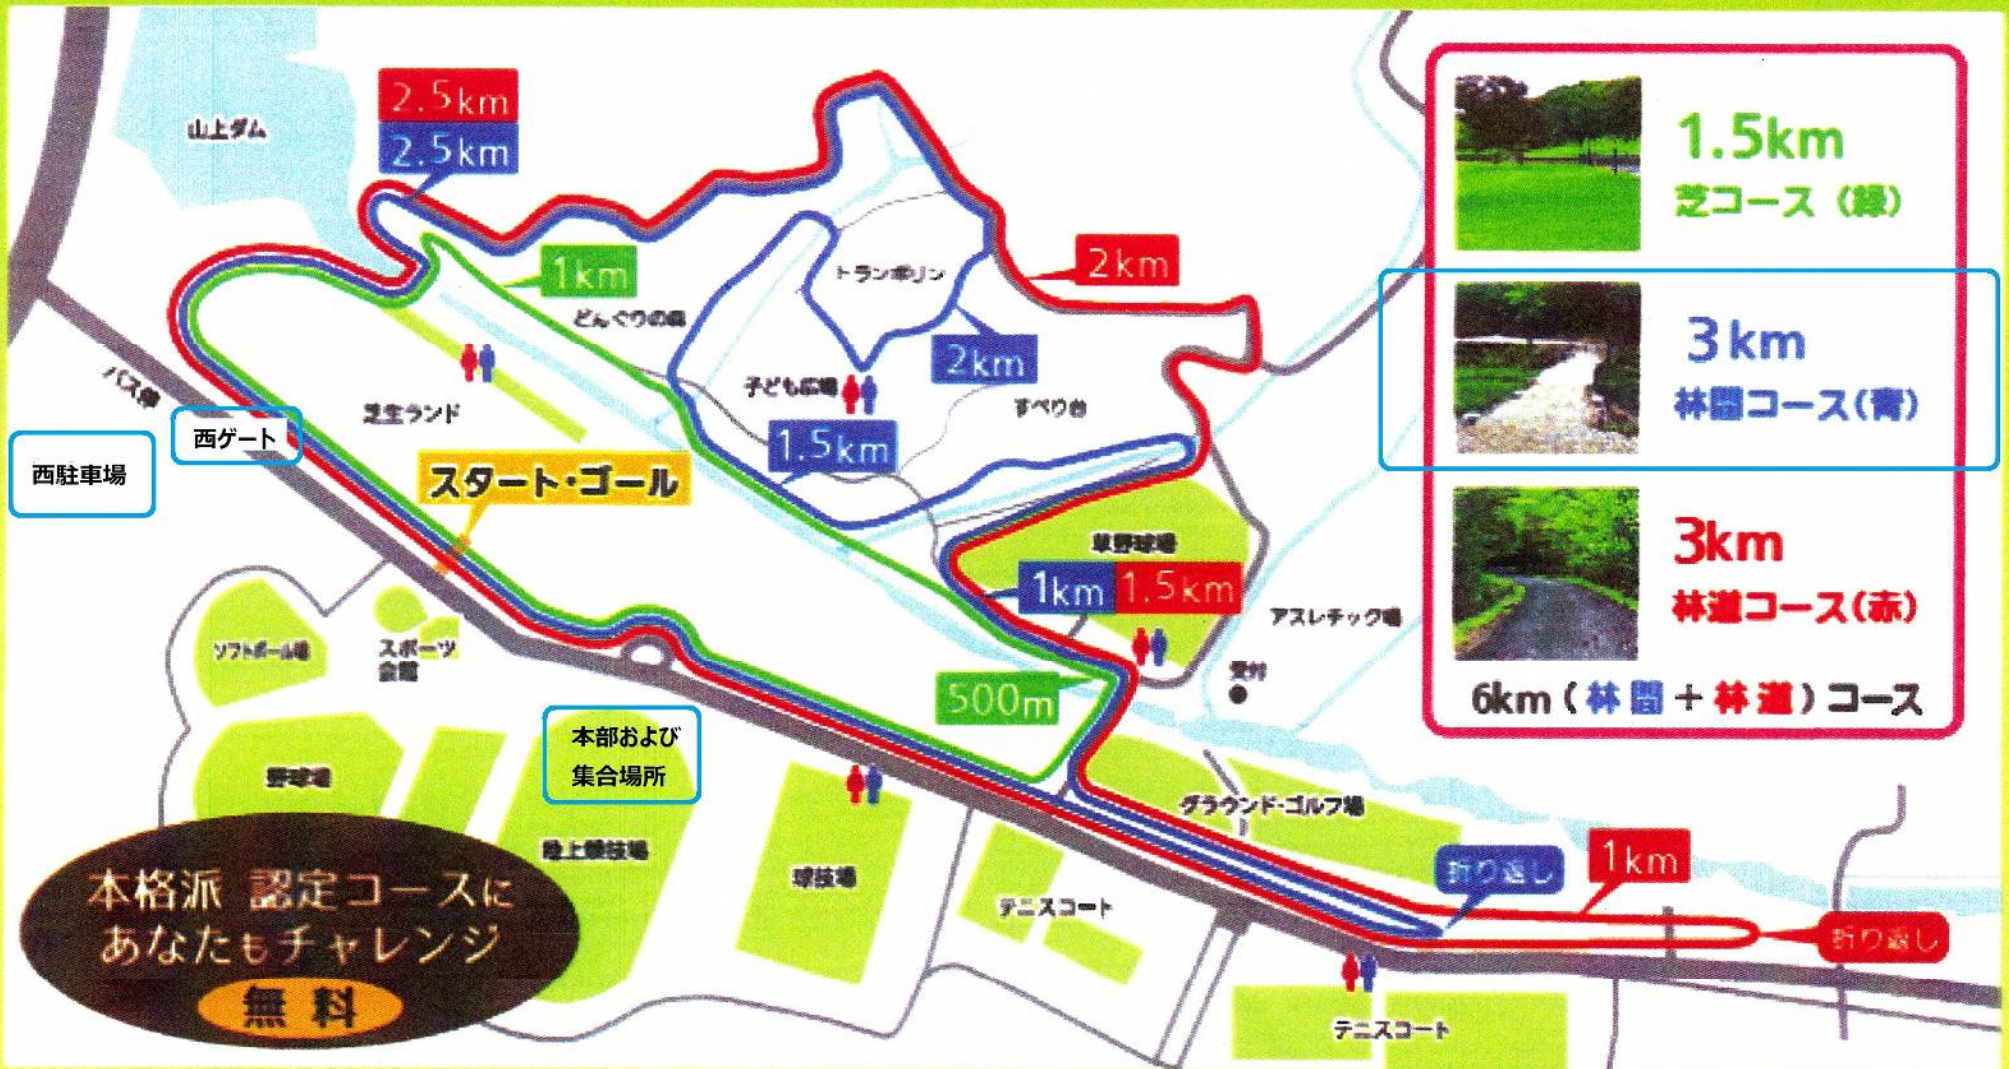 山上ダム
2.5km
2.5km
1km
どんぐりの森
トランポリン
2km
2km
子ども広場
すべり台
1.5km
バス停
西ゲート
西駐車場
芝生ランド
スタート・ゴール
草野球場
1km
1.5km
アスレチック場
受付
500m
ソフトボール場
スポーツ
会館
本部および
集合場所
野球場
陸上競技場
球技場
テニスコート
グラウンド・ゴルフ場
折り返し
1km
折り返し
テニスコート
本格派 認定コースに
あなたもチャレンジ
無料
1.5km
芝コース（緑）
3km
林間コース(青)
3km
林道コース(赤)
6km(林間＋林道)コース